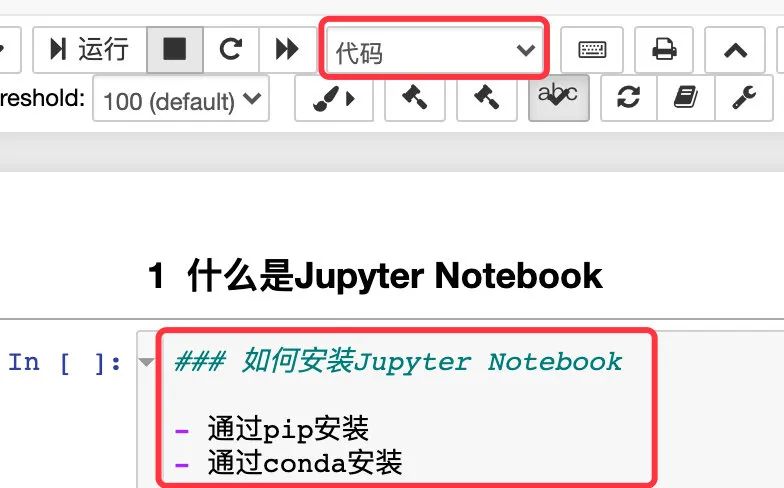 运行
代码
reshold:
100 (default)
abc
1 什么是Jupyter Notebook
In [ ]:
### 如何安装Jupyter Notebook
- 通过pip安装
- 通过conda安装